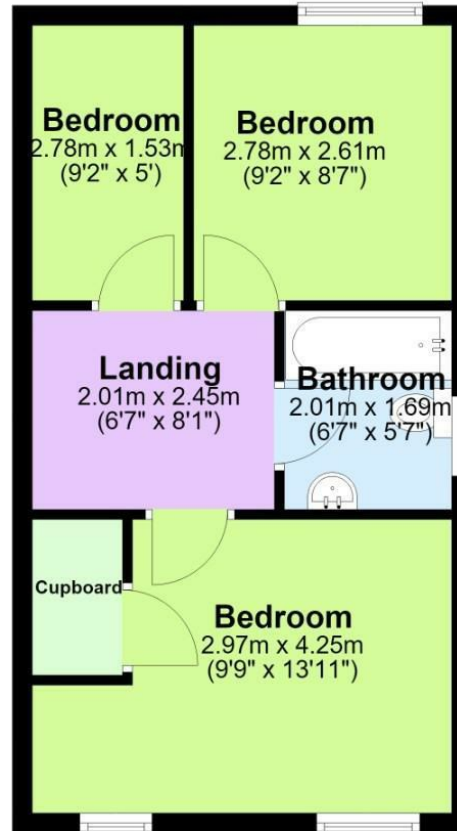 Bedroom
2.78m x 1.53m
(9'2" x 5')
Bedroom
2.78m x 2.61m
(9'2" x 8'7")
Landing
2.01m x 2.45m
(6'7" x 8'1")
Bathroom
2.01m x 1.69m
(6'7" x 5'7")
Cupboard
Bedroom
2.97m x 4.25m
(9'9" x 13'11")